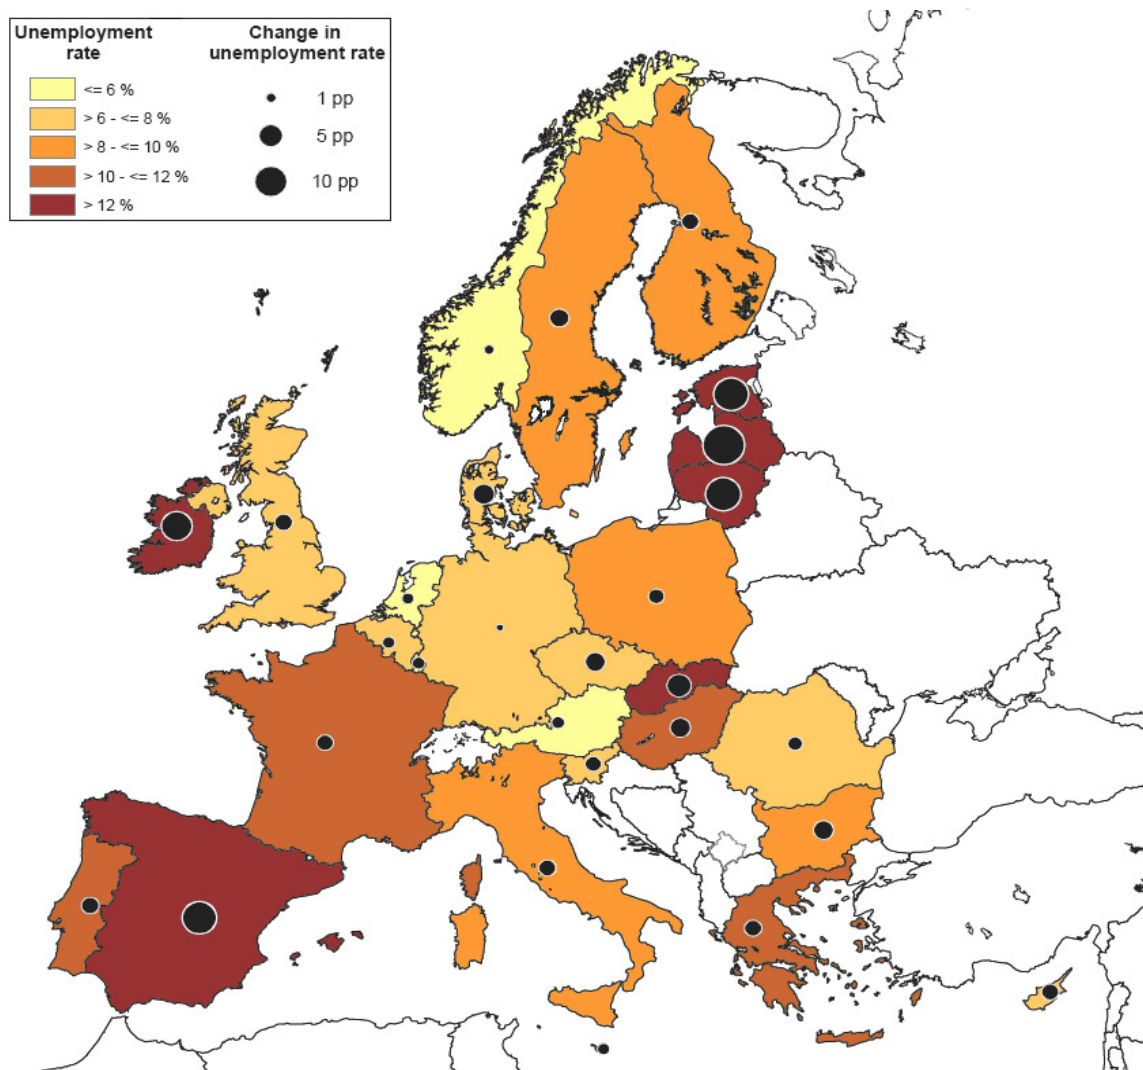 Unemployment
rate
<= 6 %
> 6 - <= 8 %
> 8 - <= 10 %
> 10 - <= 12 %
> 12 %
Change in
unemployment rate
1 pp
5 pp
10 pp